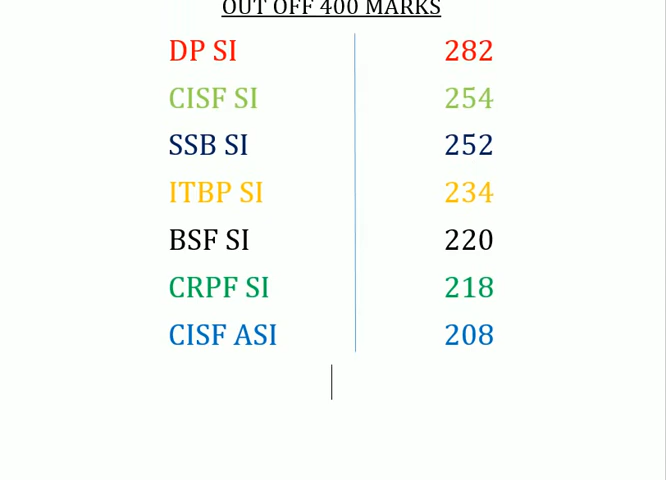 OUT OFF 400 MARKS
DP SI 282
CISF SI 254
SSB SI 252
ITBP SI 234
BSF SI 220
CRPF SI 218
CISF ASI 208